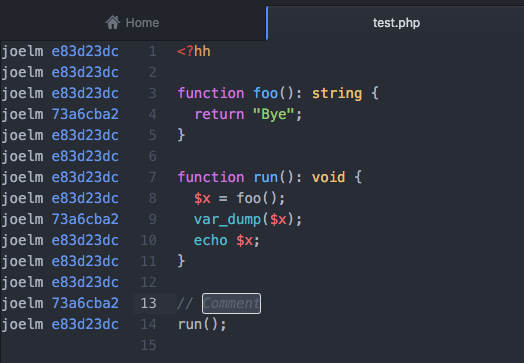 Home
test.php
joelm e83d23dc 1 <?hh
joelm e83d23dc 2
joelm e83d23dc 3 function foo(): string {
joelm 73a6cba2 4   return "Bye";
joelm e83d23dc 5 }
joelm e83d23dc 6
joelm e83d23dc 7 function run(): void {
joelm e83d23dc 8   $x = foo();
joelm 73a6cba2 9   var_dump($x);
joelm e83d23dc 10   echo $x;
joelm e83d23dc 11 }
joelm e83d23dc 12
joelm 73a6cba2 13 // Comment
joelm e83d23dc 14 run();
15